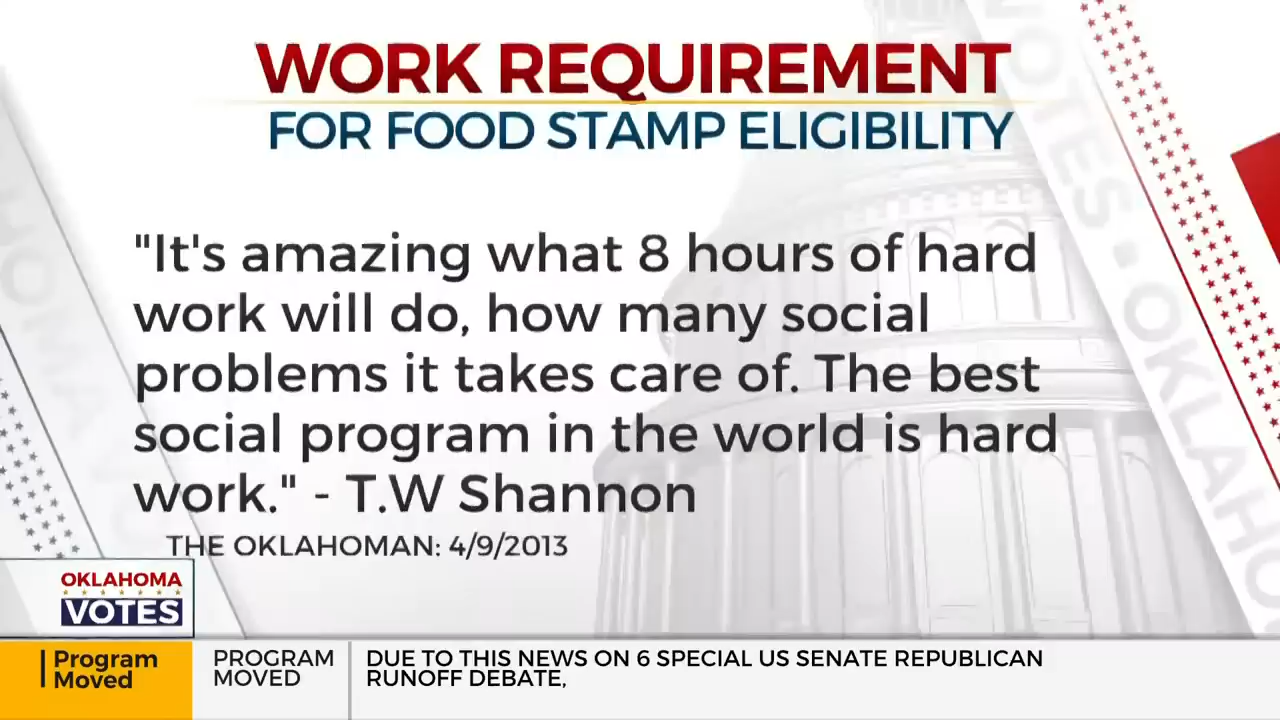 WORK REQUIREMENT
FOR FOOD STAMP ELIGIBILITY
"It's amazing what 8 hours of hard
work will do, how many social
problems it takes care of. The best
social program in the world is hard
work." - T.W Shannon
THE OKLAHOMAN: 4/9/2013
OKLAHOMA
VOTES
Program
Moved
PROGRAM
MOVED
DUE TO THIS NEWS ON 6 SPECIAL US SENATE REPUBLICAN
RUNOFF DEBATE,